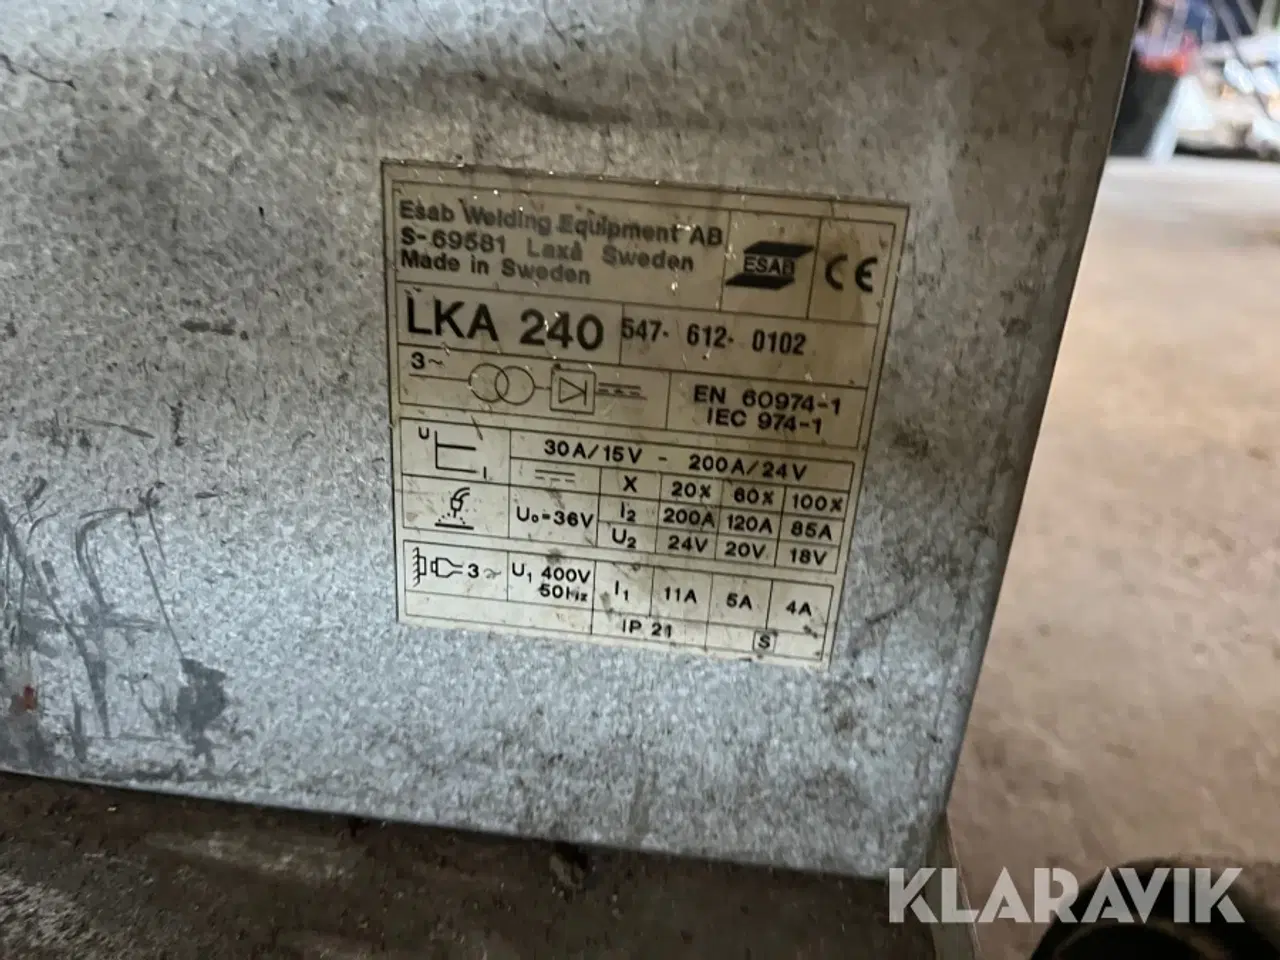 Esab Welding Equipment AB
S-69581 Laxå Sweden
Made in Sweden
ESAB
CE
LKA 240
547- 612- 0102
3~
EN 60974-1
IEC 974-1
U
I
30A/15V - 200A/24V
X 20% 60% 100%
U₀=36V
I₂ 200A 120A 85A
U₂ 24V 20V 18V
3~
U₁ 400V
50Hz
I₁ 11A 5A 4A
IP 21
S
KLARAVIK